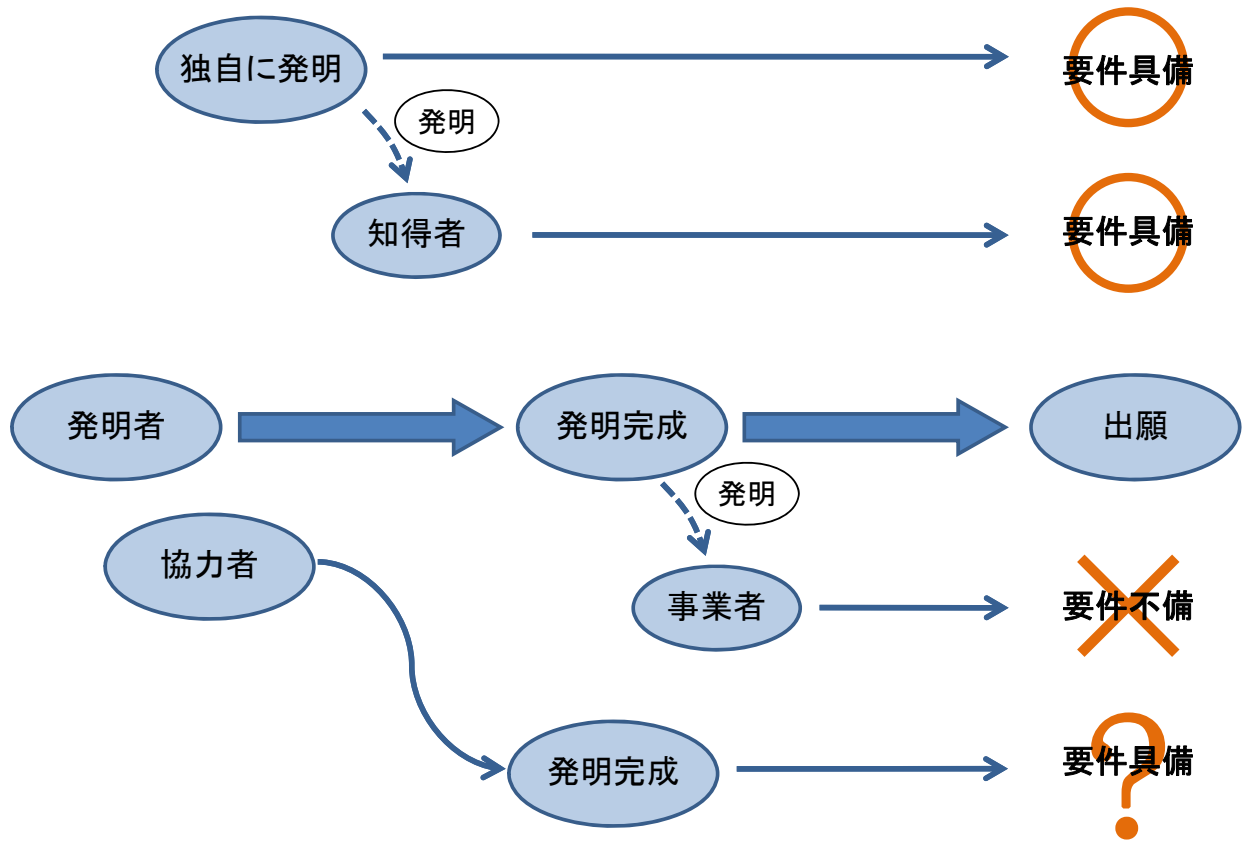 独自に発明
要件具備
発明
知得者
要件具備
発明者
発明完成
出願
発明
協力者
事業者
要件不備
発明完成
要件具備
?